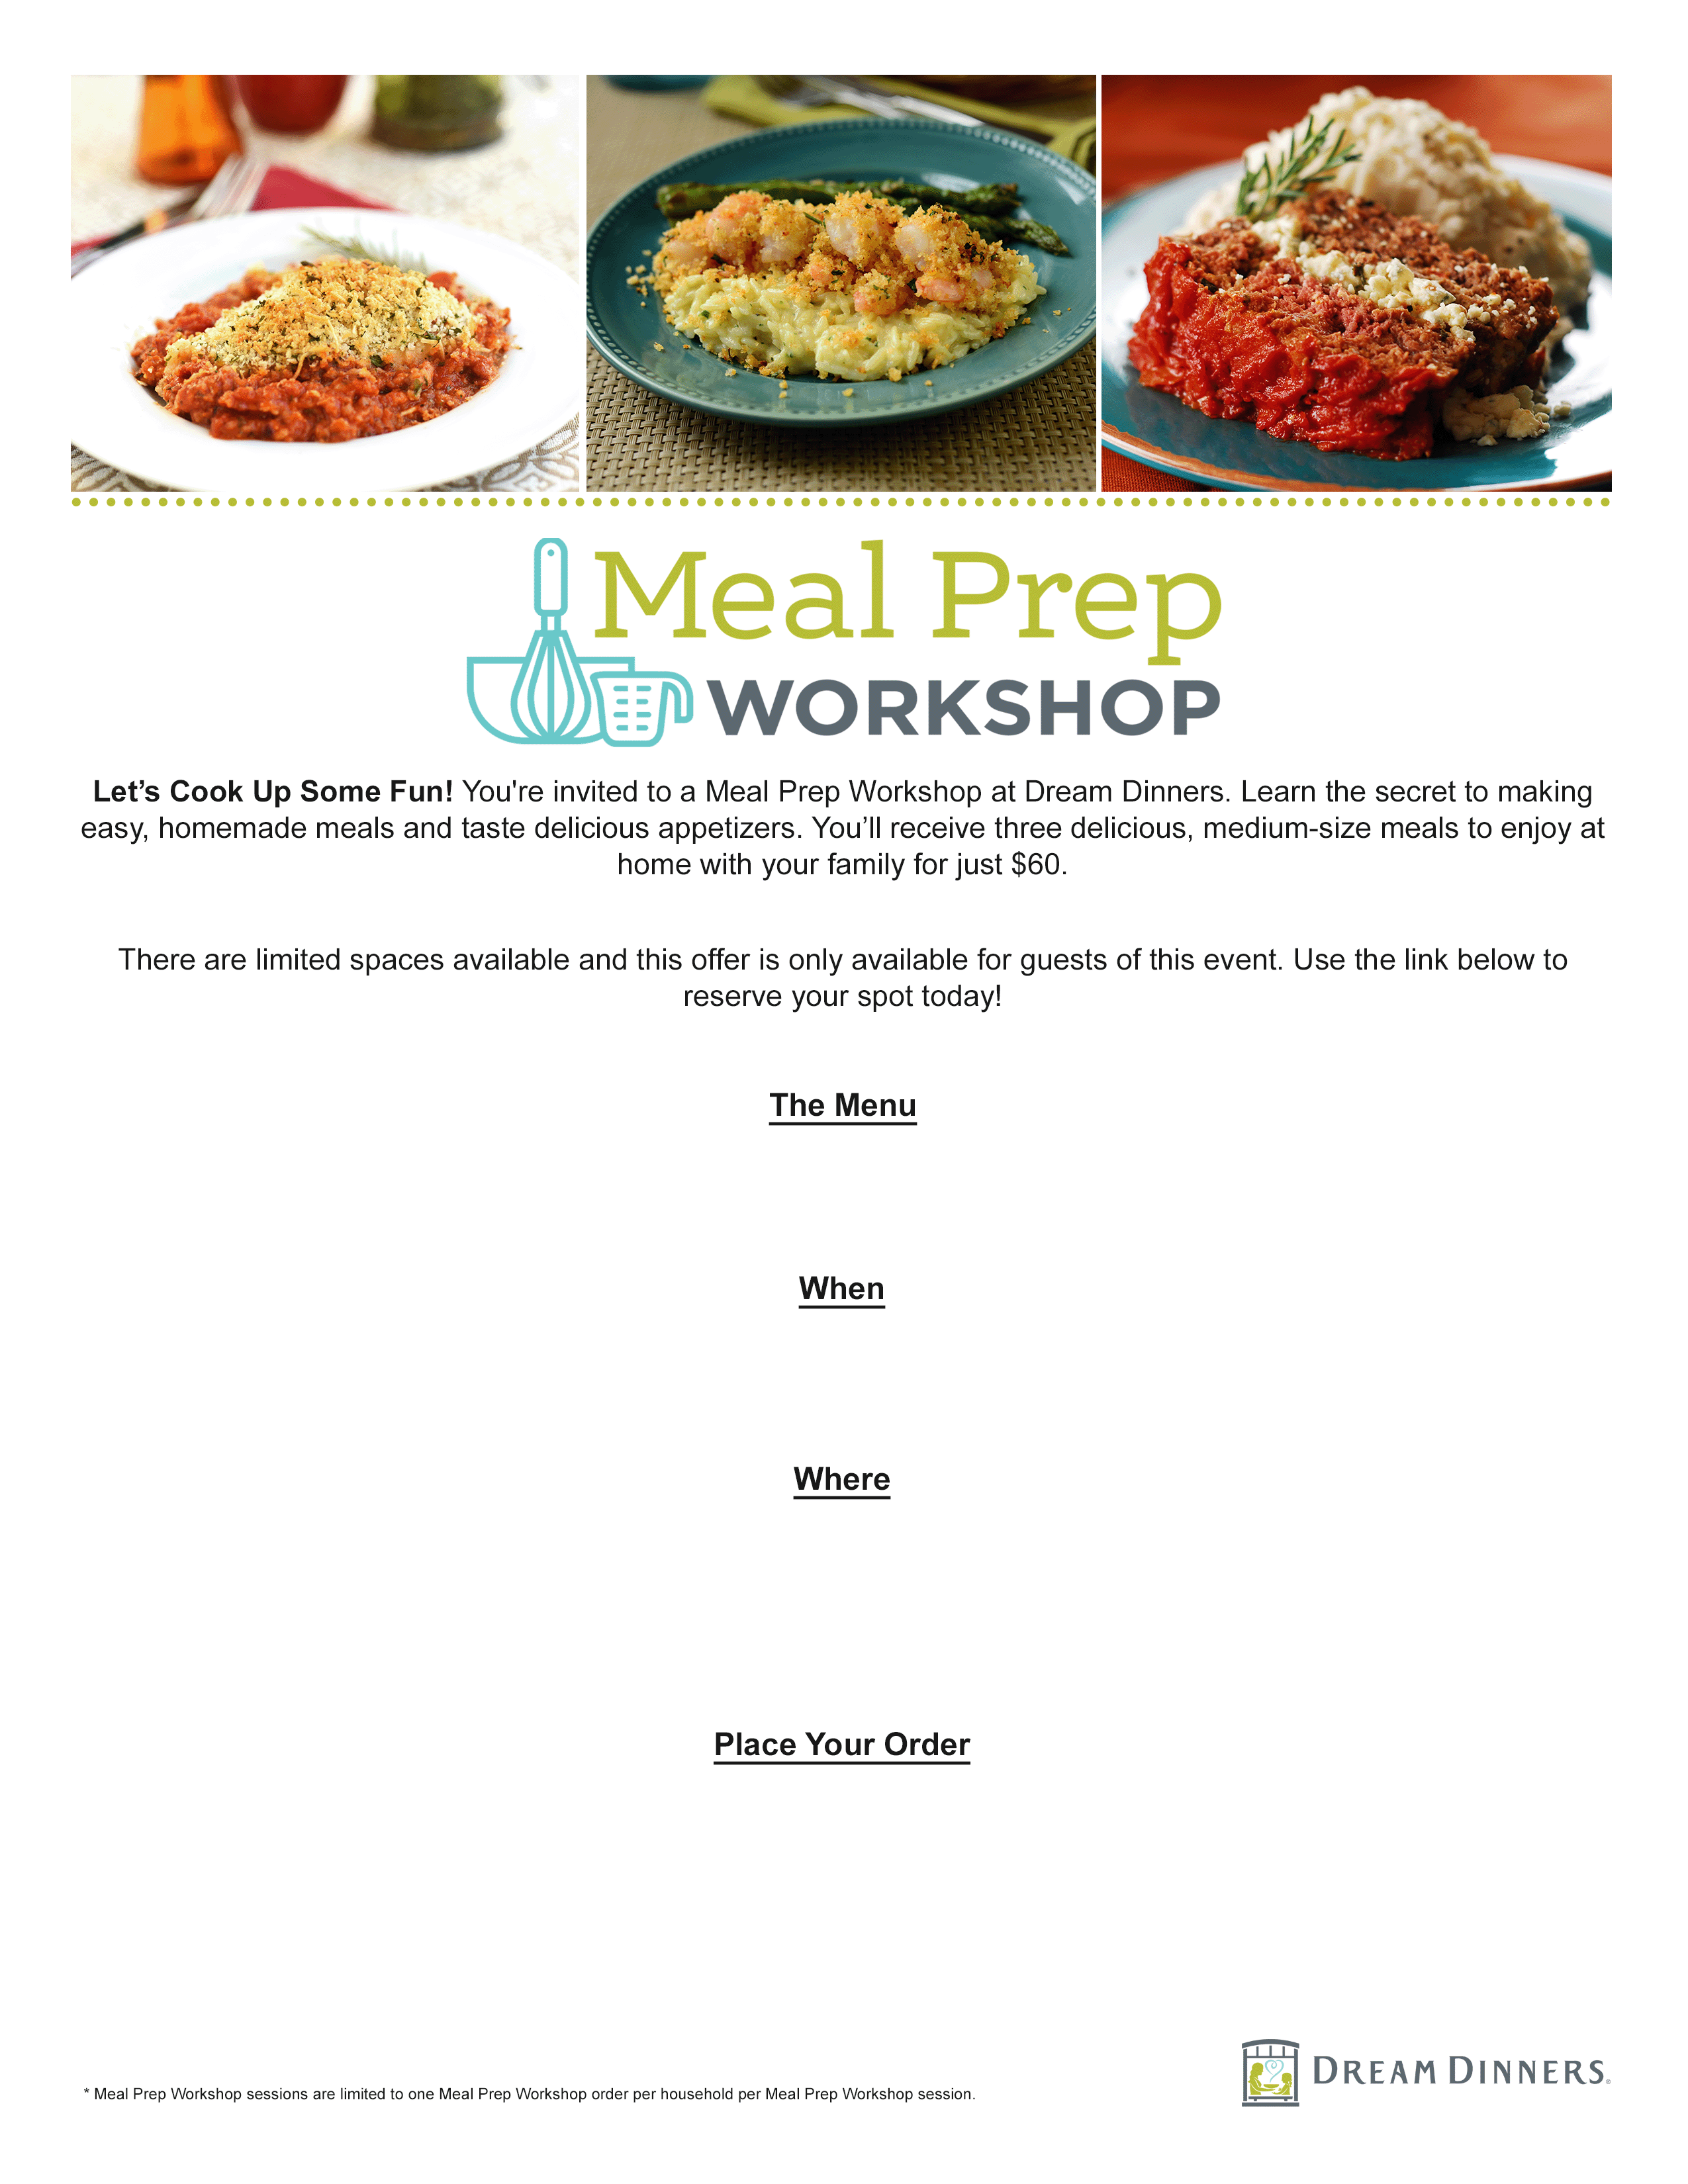 Meal Prep
WORKSHOP
Let’s Cook Up Some Fun! You're invited to a Meal Prep Workshop at Dream Dinners. Learn the secret to making
easy, homemade meals and taste delicious appetizers. You’ll receive three delicious, medium-size meals to enjoy at
home with your family for just $60.
There are limited spaces available and this offer is only available for guests of this event. Use the link below to
reserve your spot today!
The Menu
When
Where
Place Your Order
* Meal Prep Workshop sessions are limited to one Meal Prep Workshop order per household per Meal Prep Workshop session.
DREAM DINNERS®